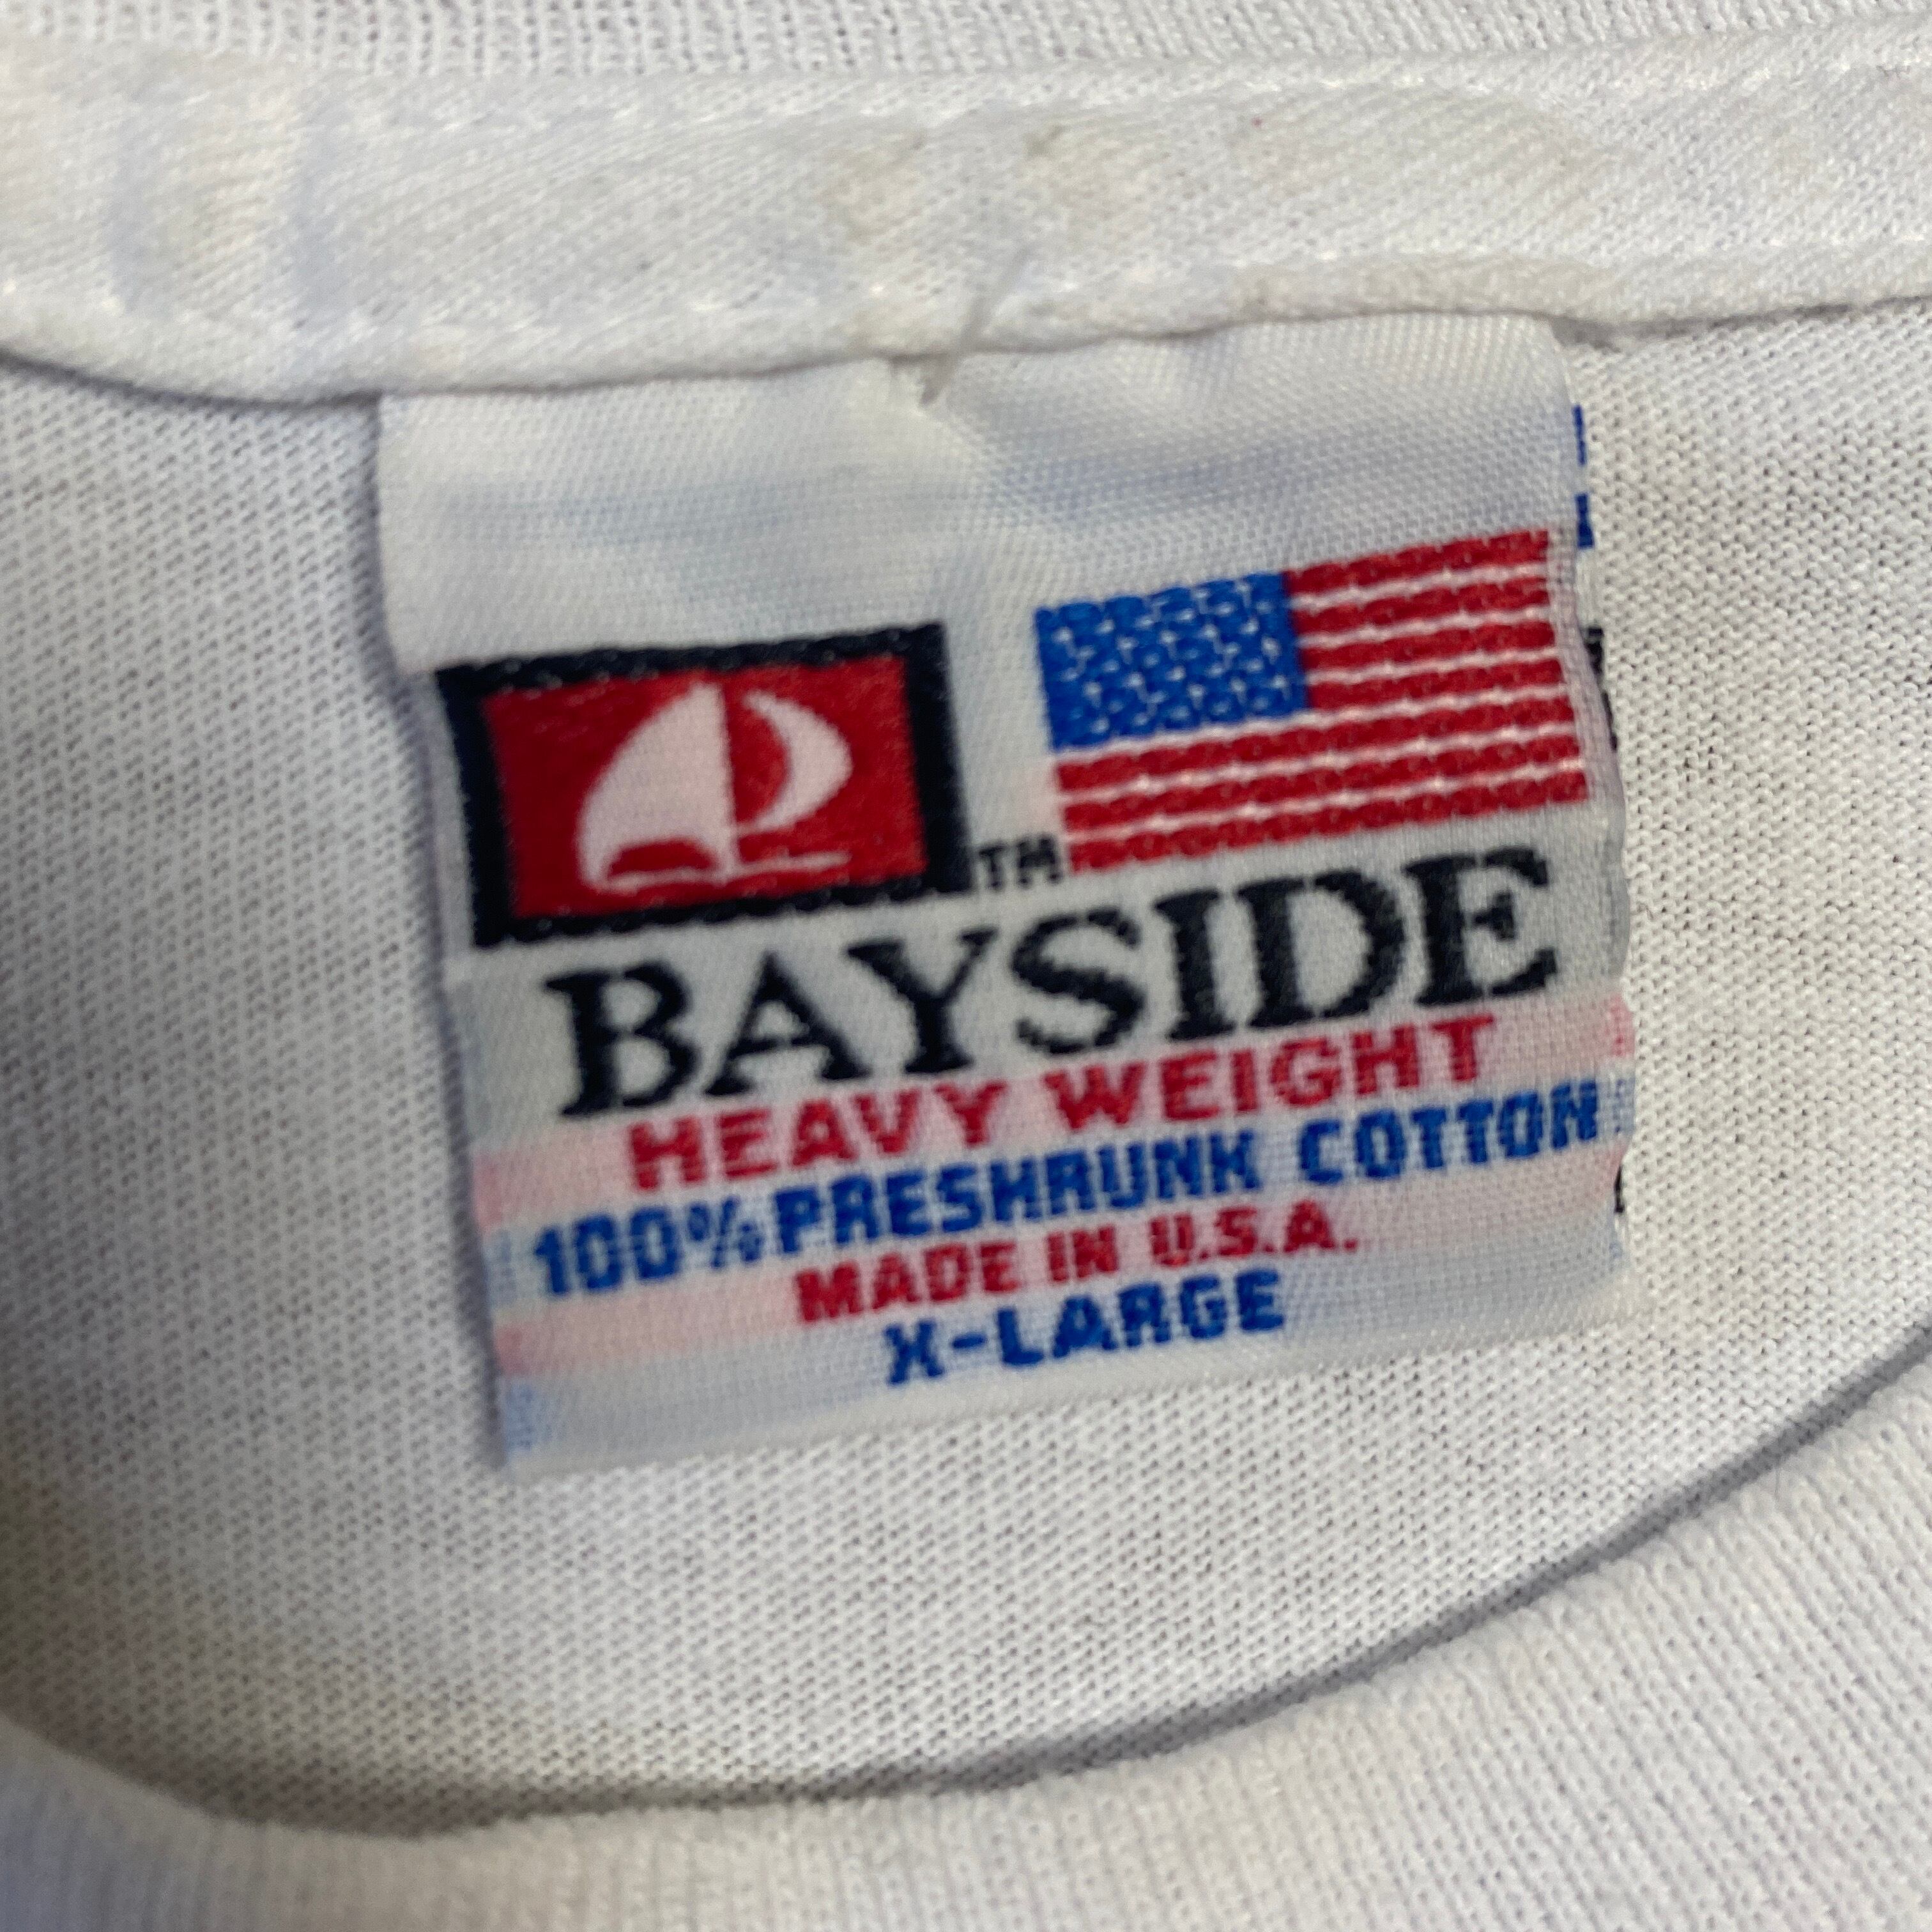 TM
BAYSIDE
HEAVY WEIGHT
100% PRESHRUNK COTTON
MADE IN U.S.A.
X-LARGE